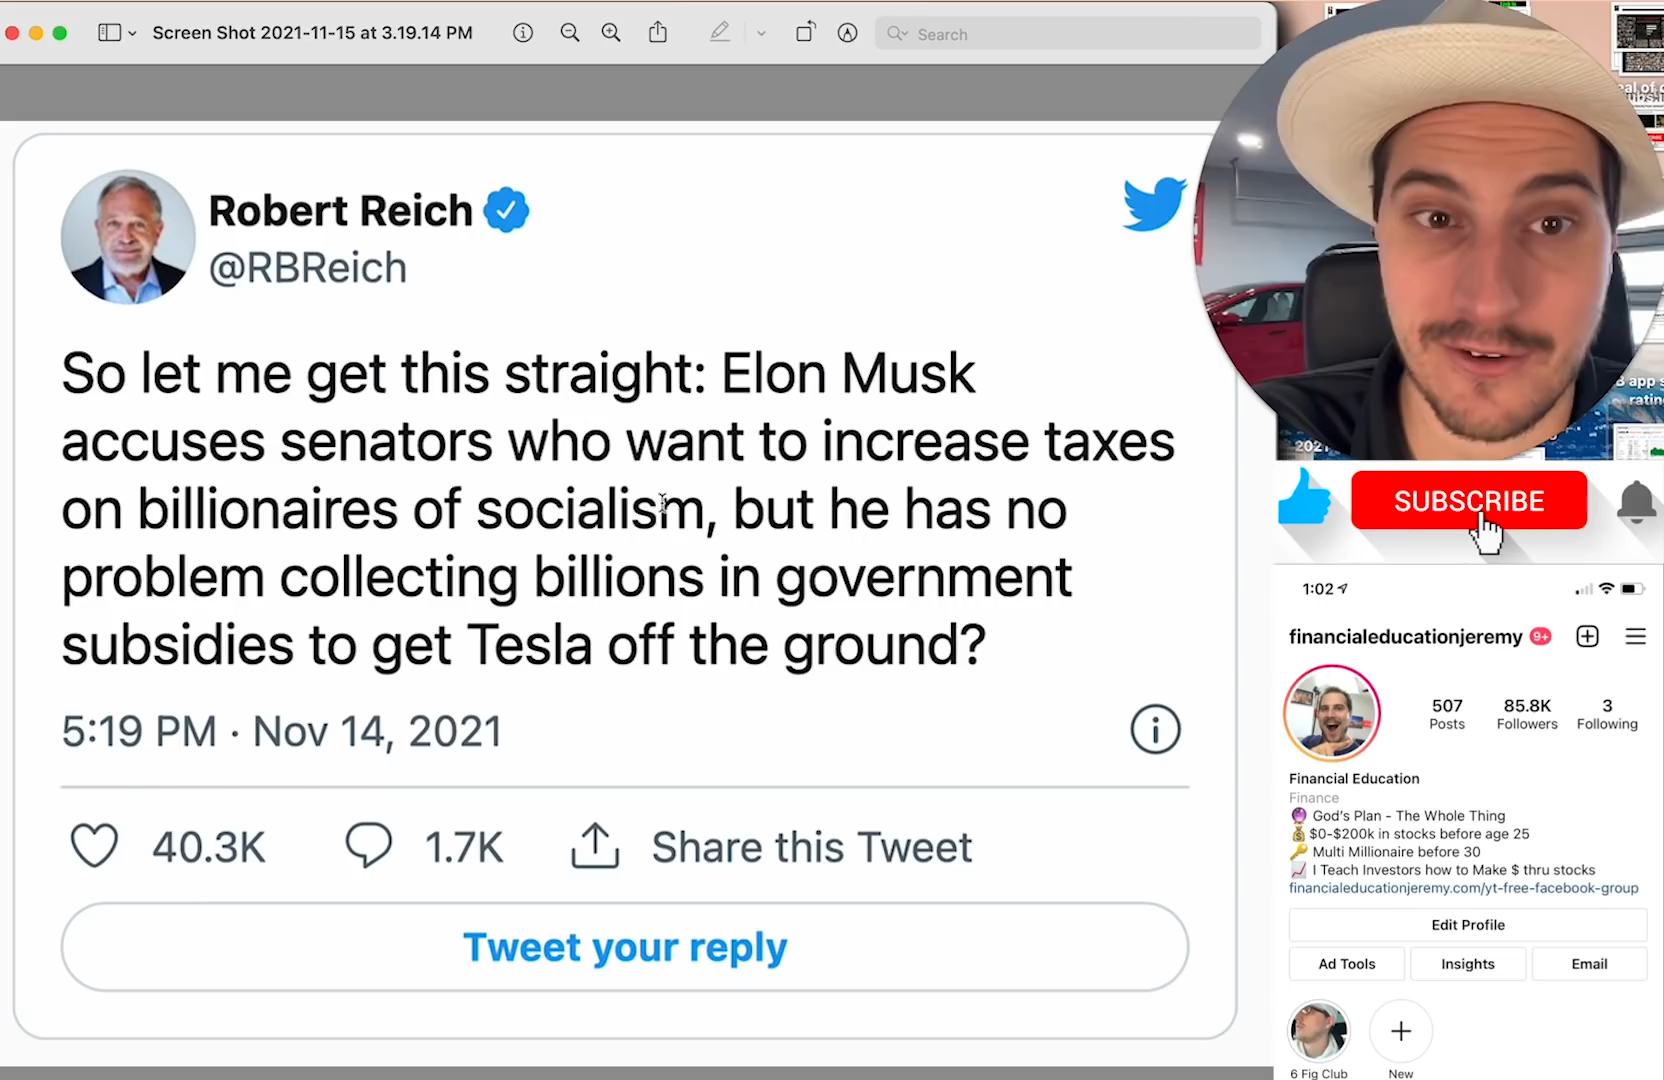 Screen Shot 2021-11-15 at 3.19.14 PM
Search
Robert Reich
@RBReich
So let me get this straight: Elon Musk
accuses senators who want to increase taxes
on billionaires of socialism, but he has no
problem collecting billions in government
subsidies to get Tesla off the ground?
5:19 PM · Nov 14, 2021
40.3K
1.7K
Share this Tweet
Tweet your reply
2021
B app s
SUBSCRIBE
1:02
financialeducationjeremy 9+
507
Posts
85.8K
Followers
3
Following
Financial Education
Finance
God's Plan - The Whole Thing
$0-$200k in stocks before age 25
Multi Millionaire before 30
I Teach Investors how to Make $ thru stocks
financialeducationjeremy.com/yt-free-facebook-group
Edit Profile
Ad Tools
Insights
Email
6 Fig Club
New